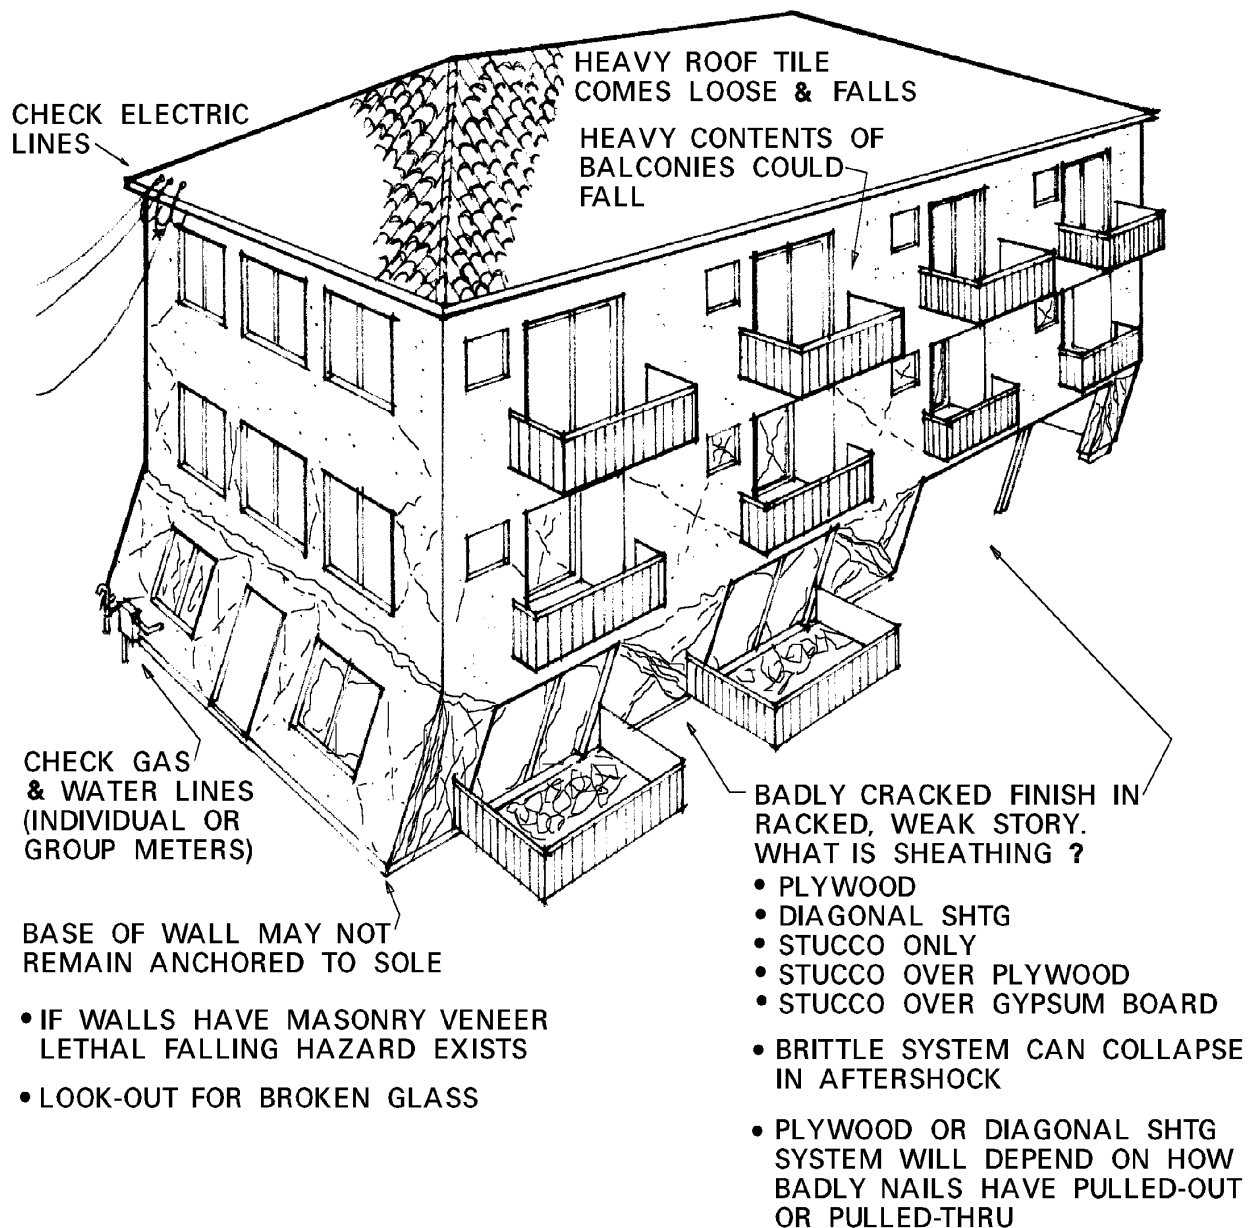 HEAVY ROOF TILE
COMES LOOSE & FALLS
CHECK ELECTRIC
LINES
HEAVY CONTENTS OF
BALCONIES COULD
FALL
CHECK GAS
& WATER LINES
(INDIVIDUAL OR
GROUP METERS)
BASE OF WALL MAY NOT
REMAIN ANCHORED TO SOLE
• IF WALLS HAVE MASONRY VENEER
LETHAL FALLING HAZARD EXISTS
• LOOK-OUT FOR BROKEN GLASS
BADLY CRACKED FINISH IN
RACKED, WEAK STORY.
WHAT IS SHEATHING ?
• PLYWOOD
• DIAGONAL SHTG
• STUCCO ONLY
• STUCCO OVER PLYWOOD
• STUCCO OVER GYPSUM BOARD
• BRITTLE SYSTEM CAN COLLAPSE
IN AFTERSHOCK
• PLYWOOD OR DIAGONAL SHTG
SYSTEM WILL DEPEND ON HOW
BADLY NAILS HAVE PULLED-OUT
OR PULLED-THRU